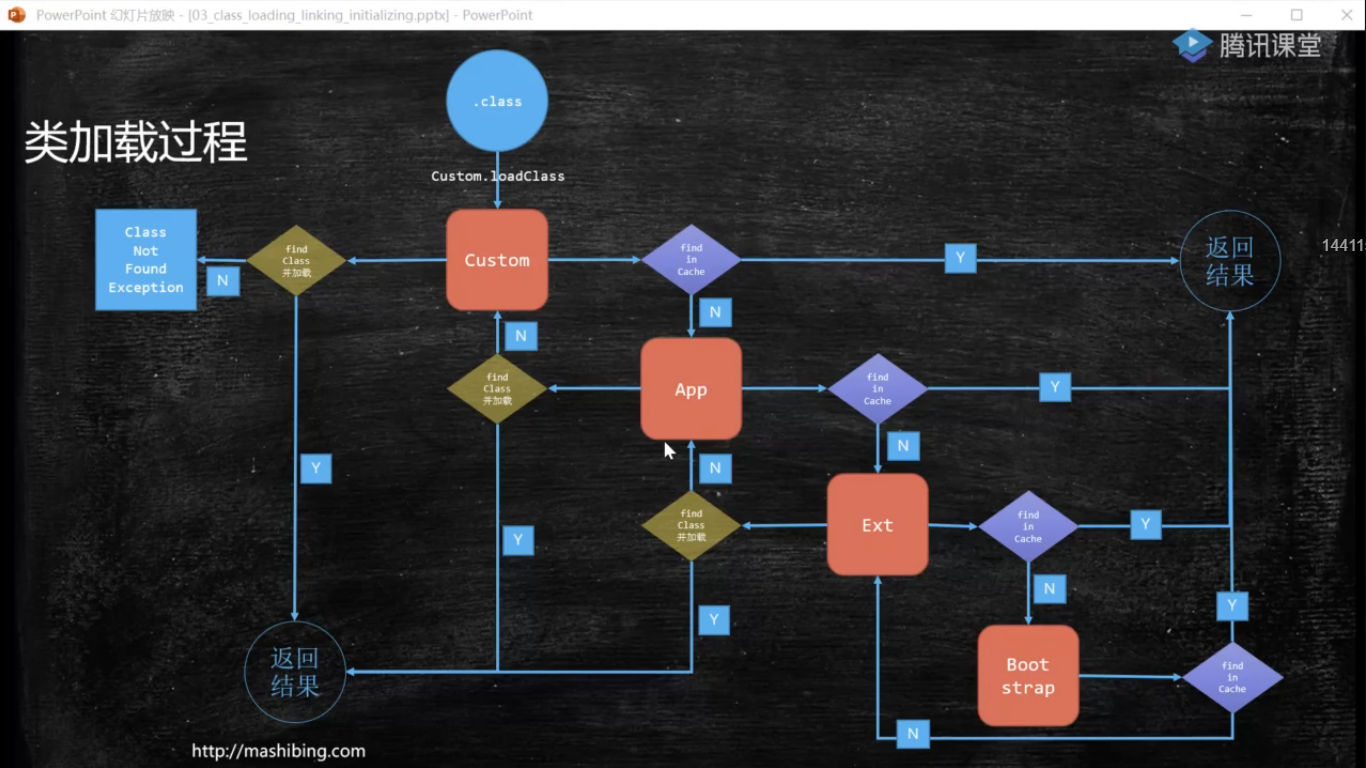 PowerPoint 幻灯片放映 - [03_class_loading_linking_initializing.pptx] - PowerPoint
腾讯课堂
.class
类加载过程
Custom.loadClass
Class
Not
Found
Exception
N
find
Class
并加载
Custom
find
in
Cache
Y
返回
结果
14411
N
N
find
Class
并加载
App
find
in
Cache
Y
Y
N
N
find
Class
并加载
Ext
find
in
Cache
Y
Y
N
Y
Y
返回
结果
Boot
strap
find
in
Cache
N
http://mashibing.com